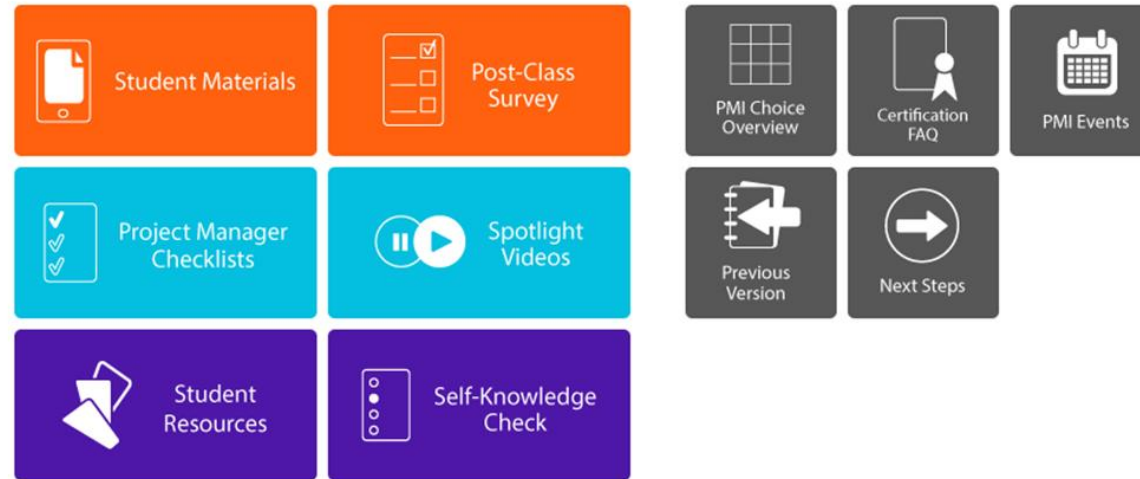 Student Materials
Post-Class
Survey
PMI Choice
Overview
Certification
FAQ
PMI Events
Project Manager
Checklists
Spotlight
Videos
Previous
Version
Next Steps
Student
Resources
Self-Knowledge
Check